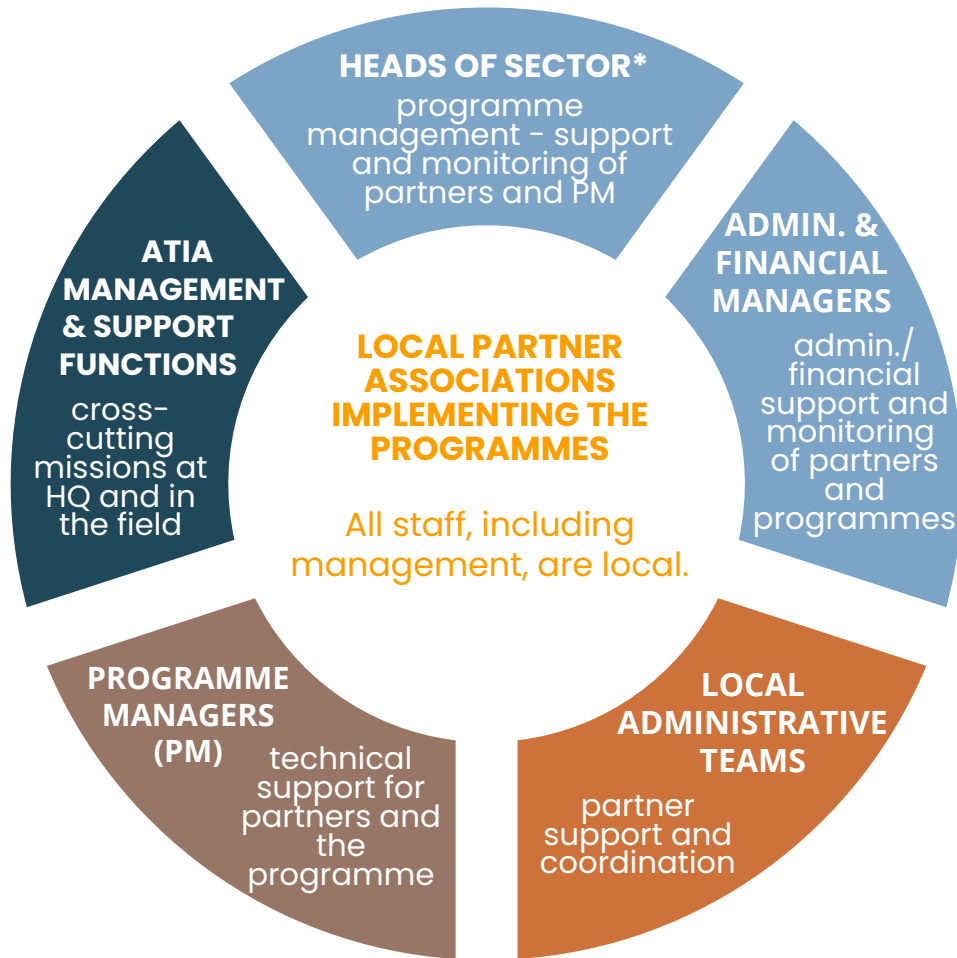 HEADS OF SECTOR*
programme
management - support
and monitoring of
partners and PM
ADMIN. &
FINANCIAL
MANAGERS
admin./
financial
support and
monitoring
of partners
and
programmes
ATIA
MANAGEMENT
& SUPPORT
FUNCTIONS
cross-
cutting
missions at
HQ and in
the field
LOCAL PARTNER
ASSOCIATIONS
IMPLEMENTING THE
PROGRAMMES
All staff, including
management, are local.
PROGRAMME
MANAGERS
(PM)
technical
support for
partners and
the
programme
LOCAL
ADMINISTRATIVE
TEAMS
partner
support and
coordination